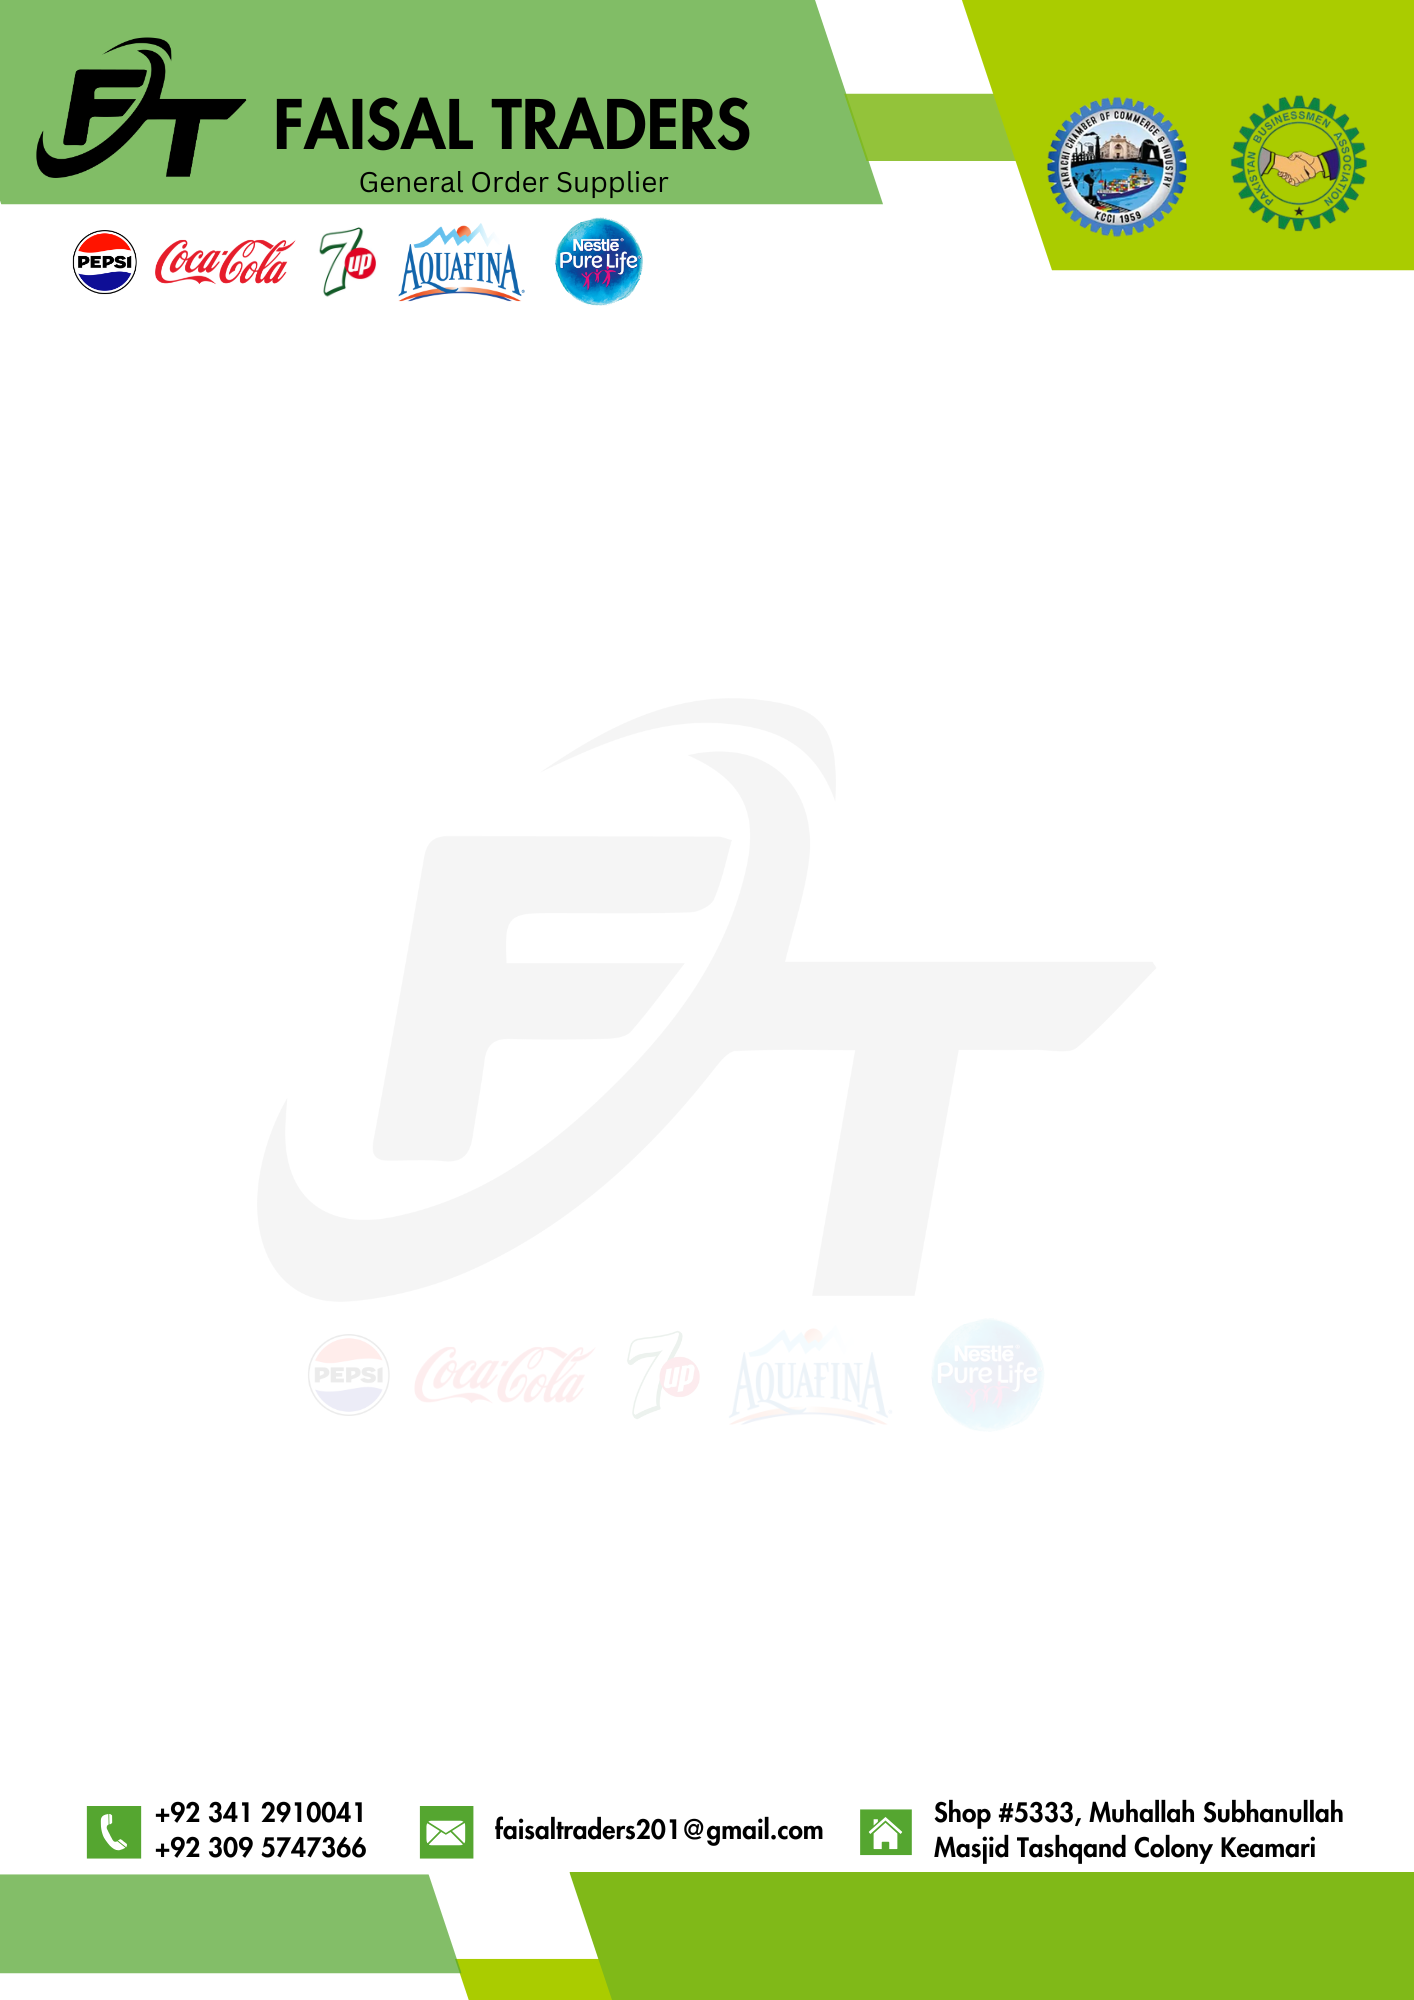 FT
FAISAL TRADERS
General Order Supplier
KARACHI CHAMBER OF COMMERCE & INDUSTRY
KCCI 1959
PAKISTAN BUSINESSMEN ASSOCIATION
PEPSI
Coca-Cola
7up
AQUAFINA
Nestlé
Pure Life
FT
PEPSI
Coca-Cola
7up
AQUAFINA
Nestlé
Pure Life
+92 341 2910041
+92 309 5747366
faisaltraders201@gmail.com
Shop #5333, Muhallah Subhanullah
Masjid Tashqand Colony Keamari